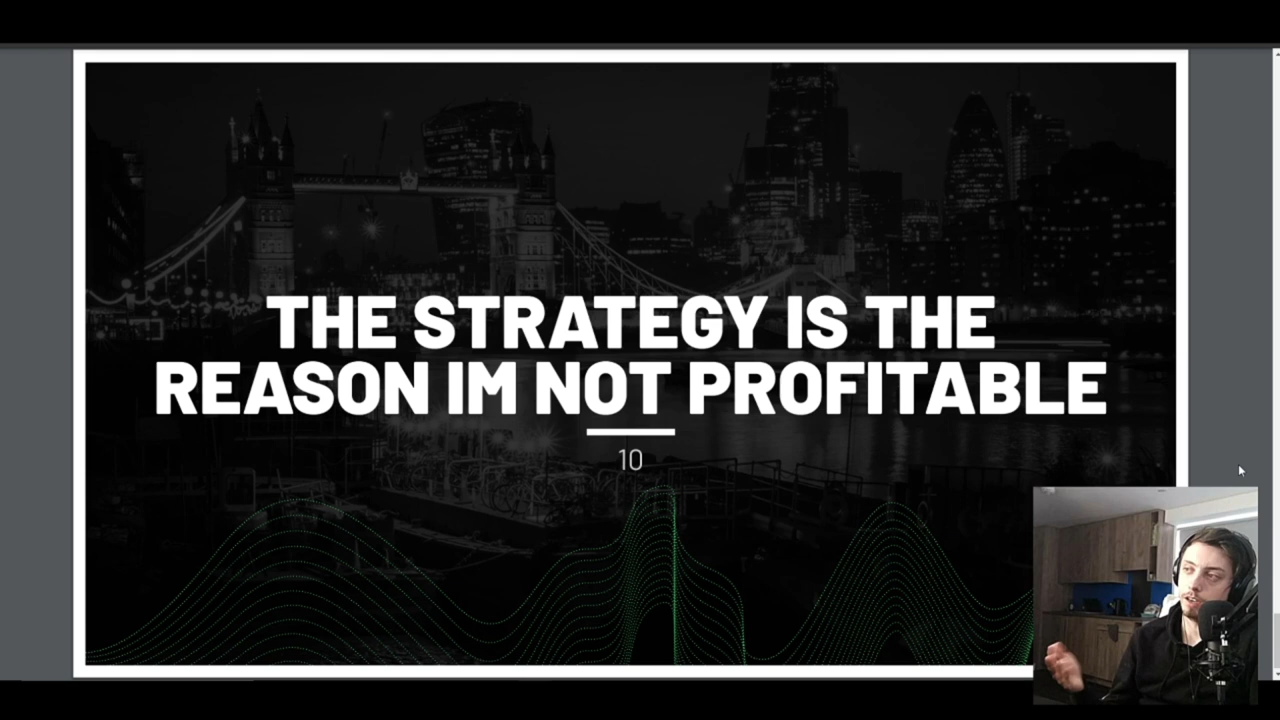 THE STRATEGY IS THE
REASON IM NOT PROFITABLE
10